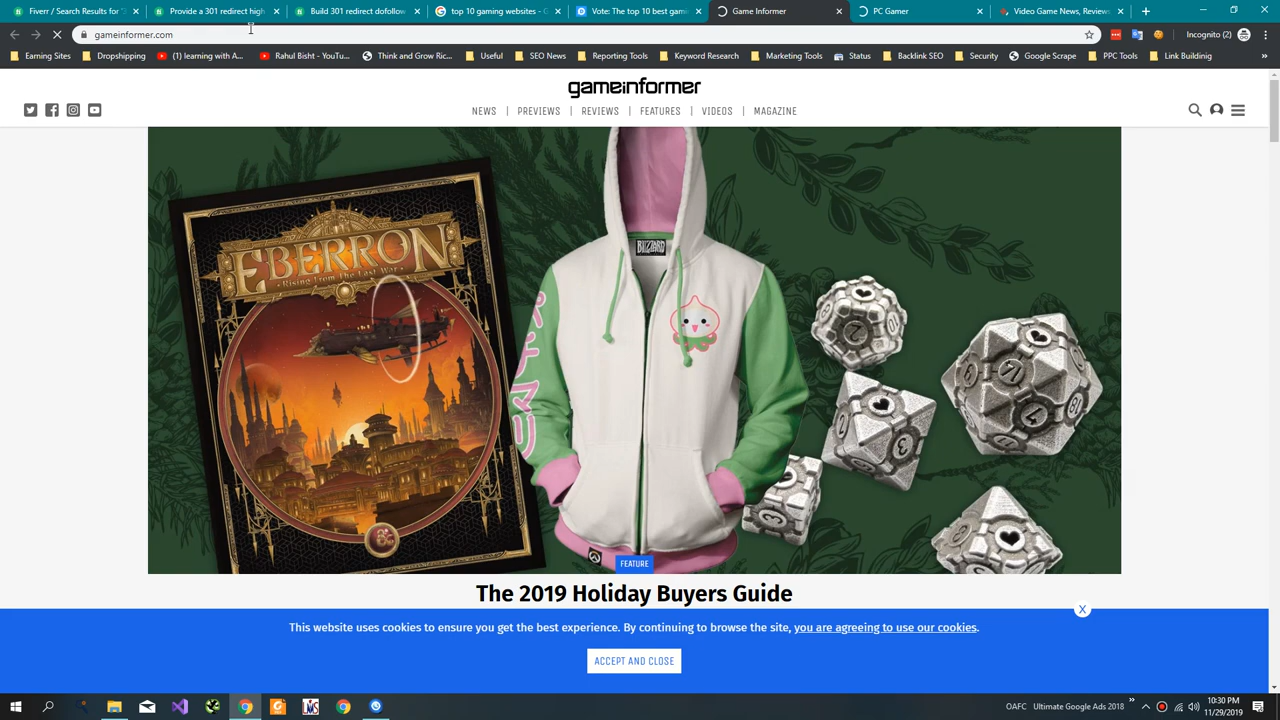 Fiverr / Search Results for '
Provide a 301 redirect high
Build 301 redirect dofollow
top 10 gaming websites - G
Vote: The best game
Game Informer
PC Gamer
Video Game News, Reviews
gameinformer.com
Incognito (2)
Earning Sites
Dropshipping
(1) learning with A...
Rahul Bisht - YouTu...
Think and Grow Ric...
Useful
SEO News
Reporting Tools
Keyword Research
Marketing Tools
Status
Backlink SEO
Security
Google Scrape
PPC Tools
Link Building
gameinformer
NEWS | PREVIEWS | REVIEWS | FEATURES | VIDEOS | MAGAZINE
EBERRON
Rising From The Last War
BLIZZARD
FEATURE
The 2019 Holiday Buyers Guide
X
This website uses cookies to ensure you get the best experience. By continuing to browse the site, you are agreeing to use our cookies.
ACCEPT AND CLOSE
OAFC
Ultimate Google Ads 2018
10:30 PM
11/29/2019